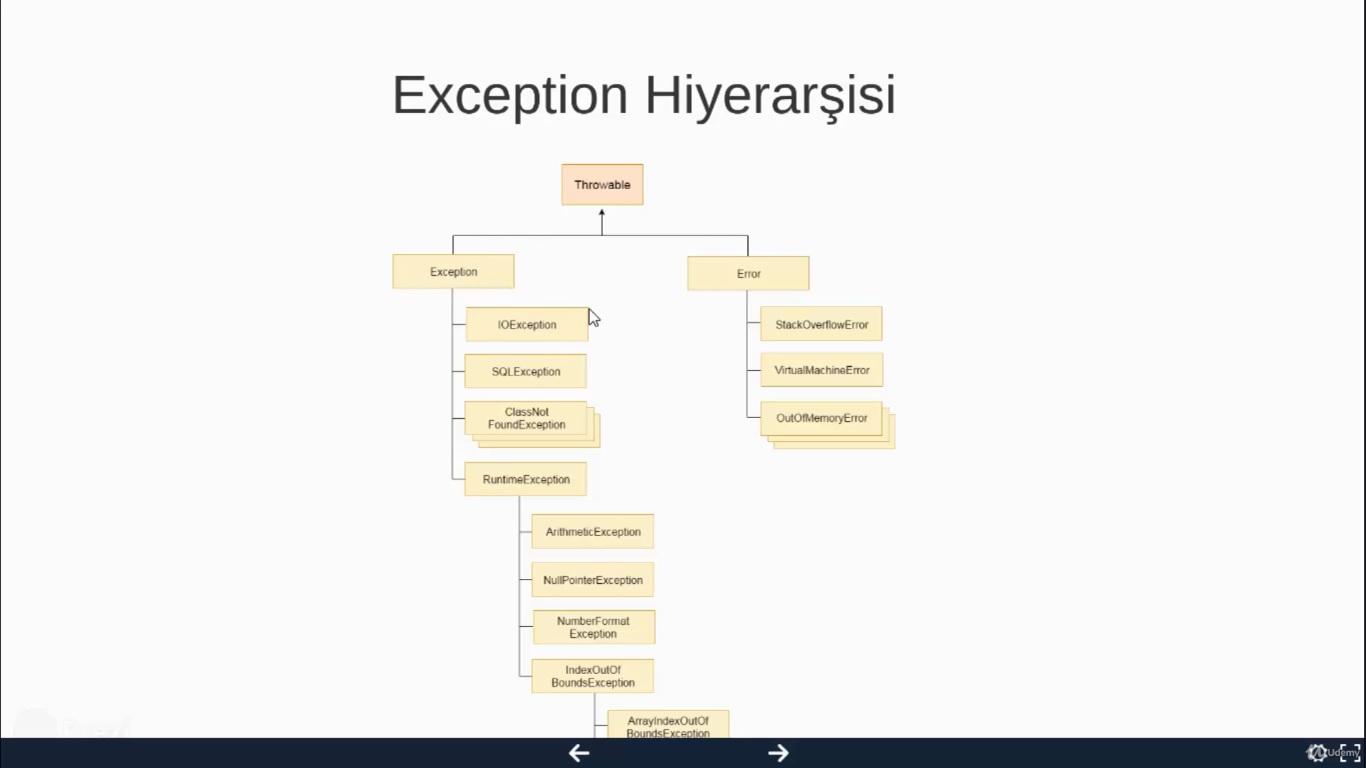 Exception Hiyerarşisi
Throwable
Exception
Error
IOException
StackOverflowError
SQLException
VirtualMachineError
ClassNot
FoundException
OutOfMemoryError
RuntimeException
ArithmeticException
NullPointerException
NumberFormat
Exception
IndexOutOf
BoundsException
ArrayIndexOutOf
BoundsException
Udemy